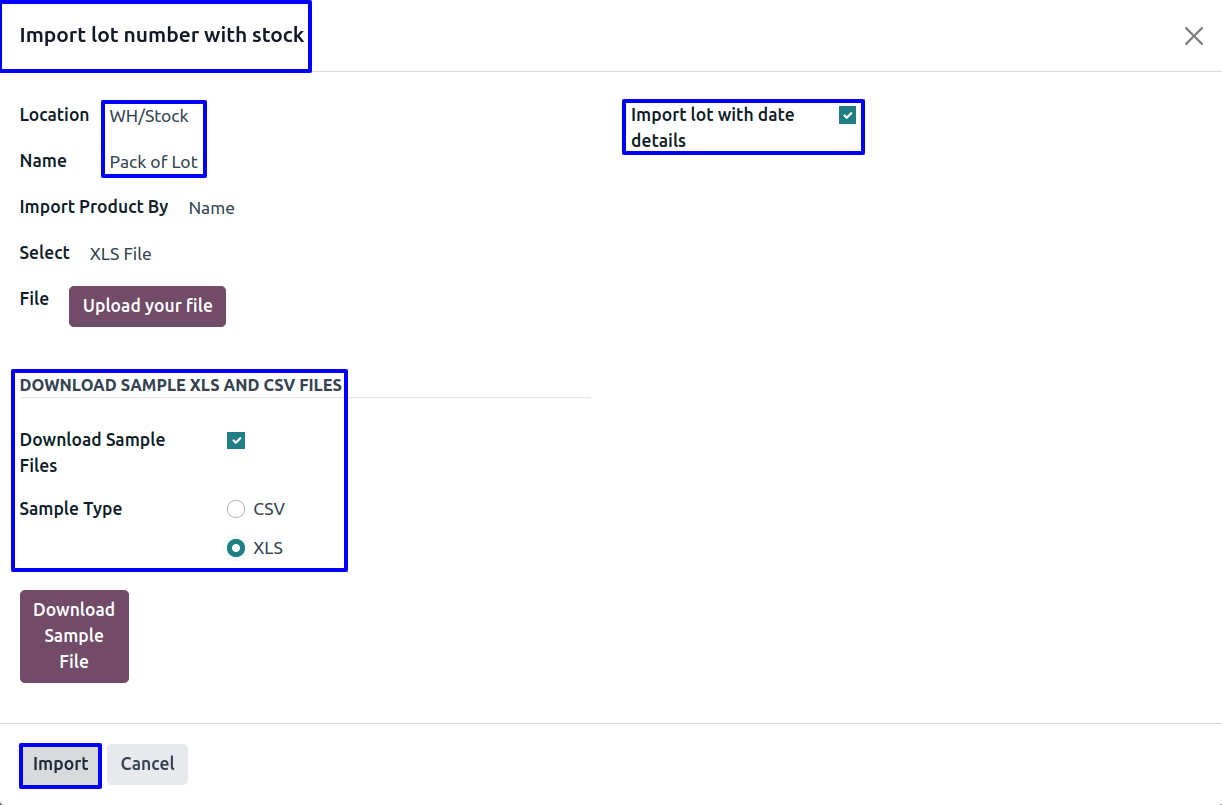 Import lot number with stock
Location WH/Stock
Name Pack of Lot
Import Product By Name
Select XLS File
File Upload your file
Import lot with date
details
DOWNLOAD SAMPLE XLS AND CSV FILES
Download Sample
Files
Sample Type CSV
XLS
Download
Sample
File
Import Cancel